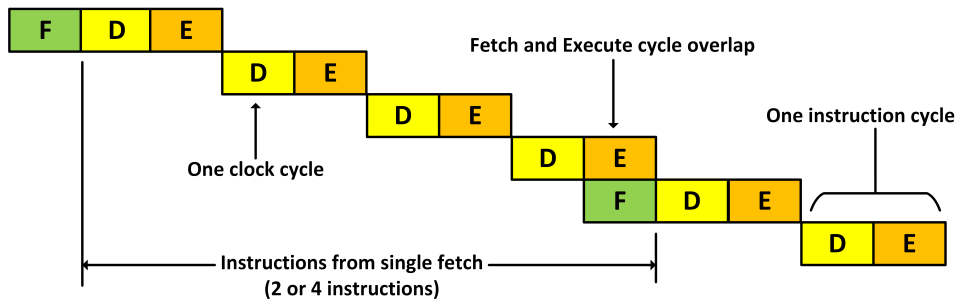 F D E
Fetch and Execute cycle overlap
D E
D E
One instruction cycle
D E
One clock cycle
F D E
D E
Instructions from single fetch
(2 or 4 instructions)